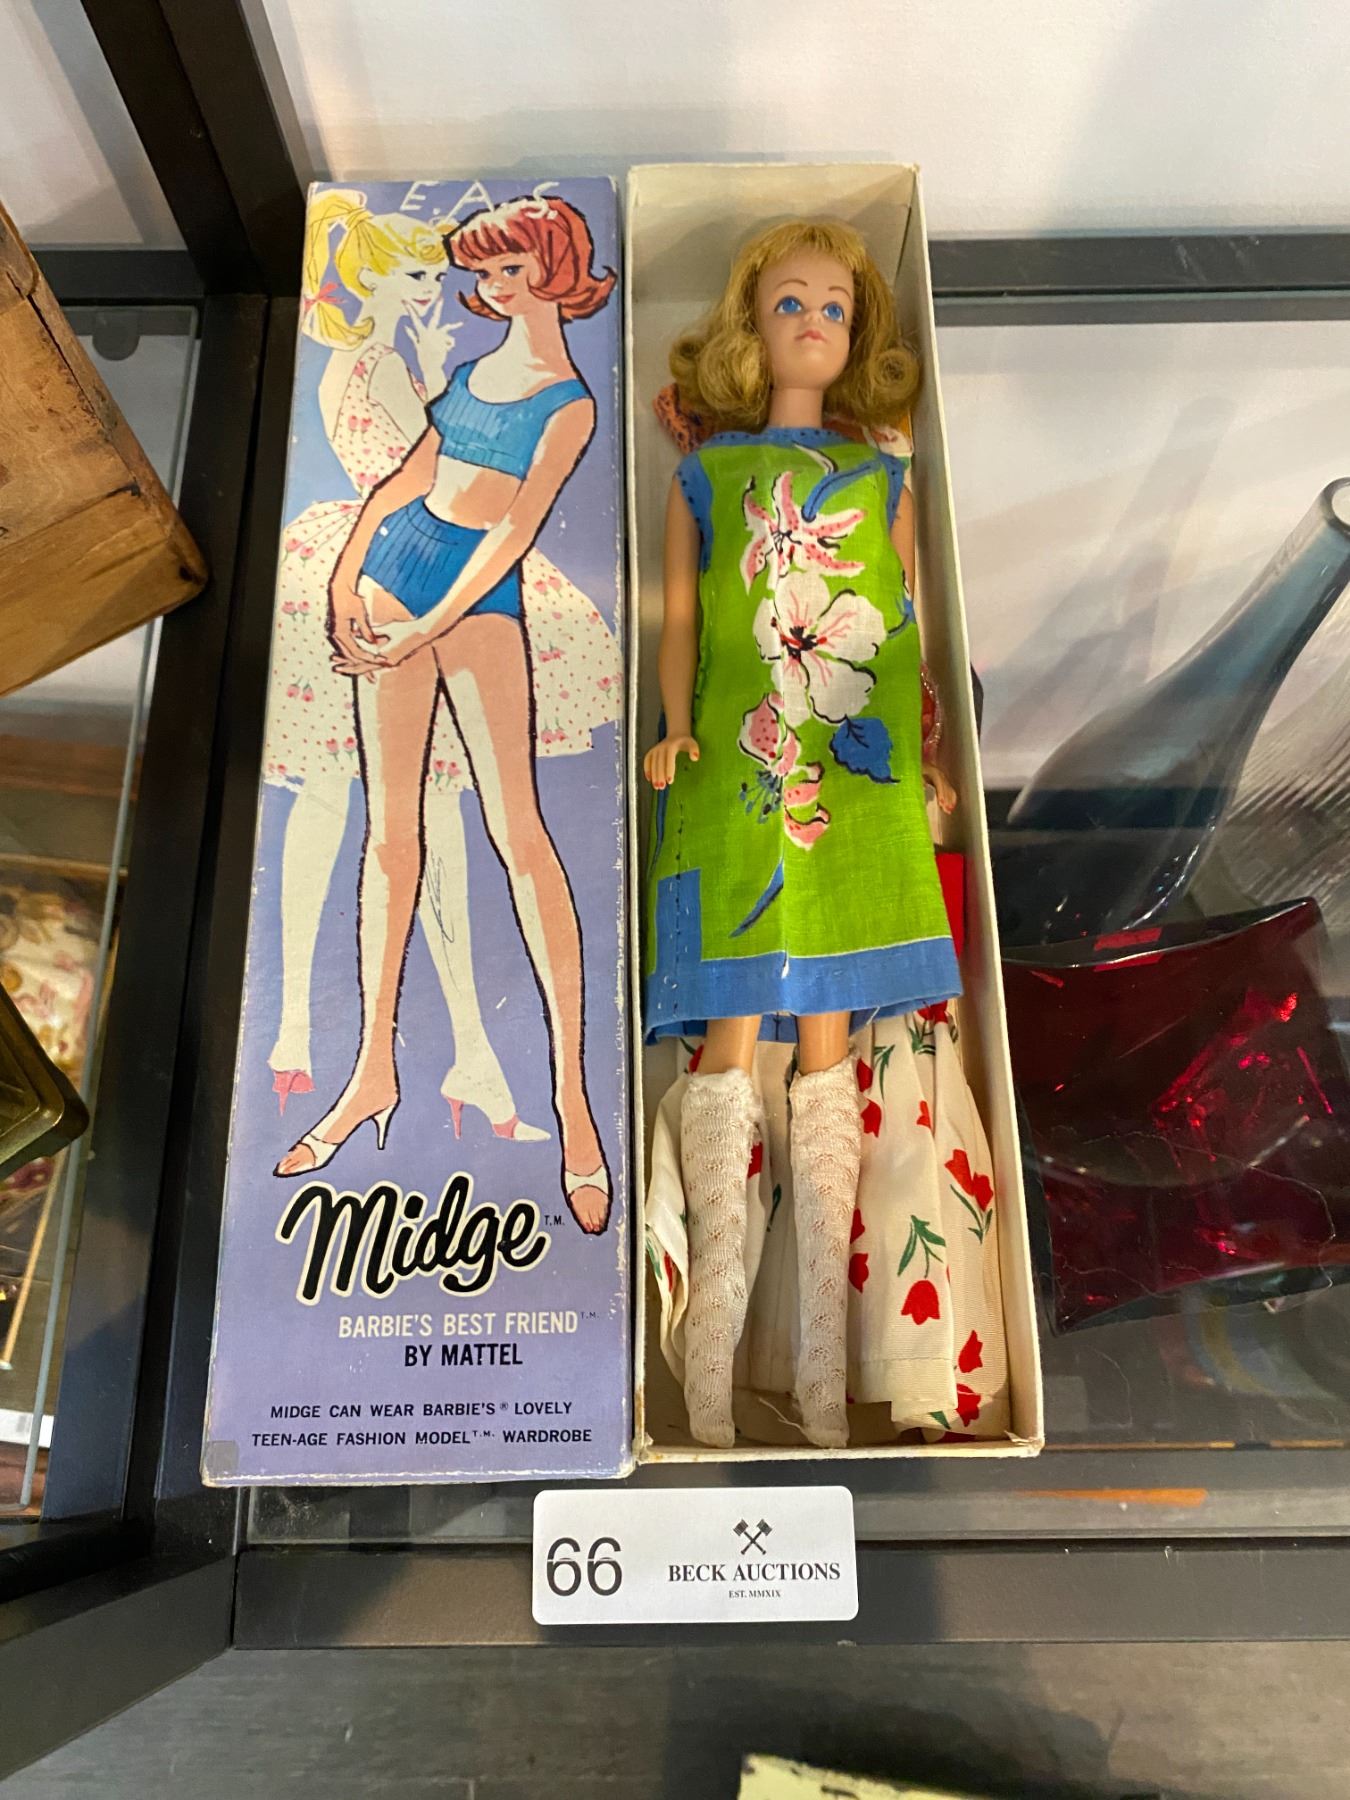 E.A.S.
Midge T.M.
BARBIE'S BEST FRIEND T.M.
BY MATTEL
MIDGE CAN WEAR BARBIE'S ® LOVELY
TEEN-AGE FASHION MODEL T.M. WARDROBE
66
BECK AUCTIONS
EST. MMXIX